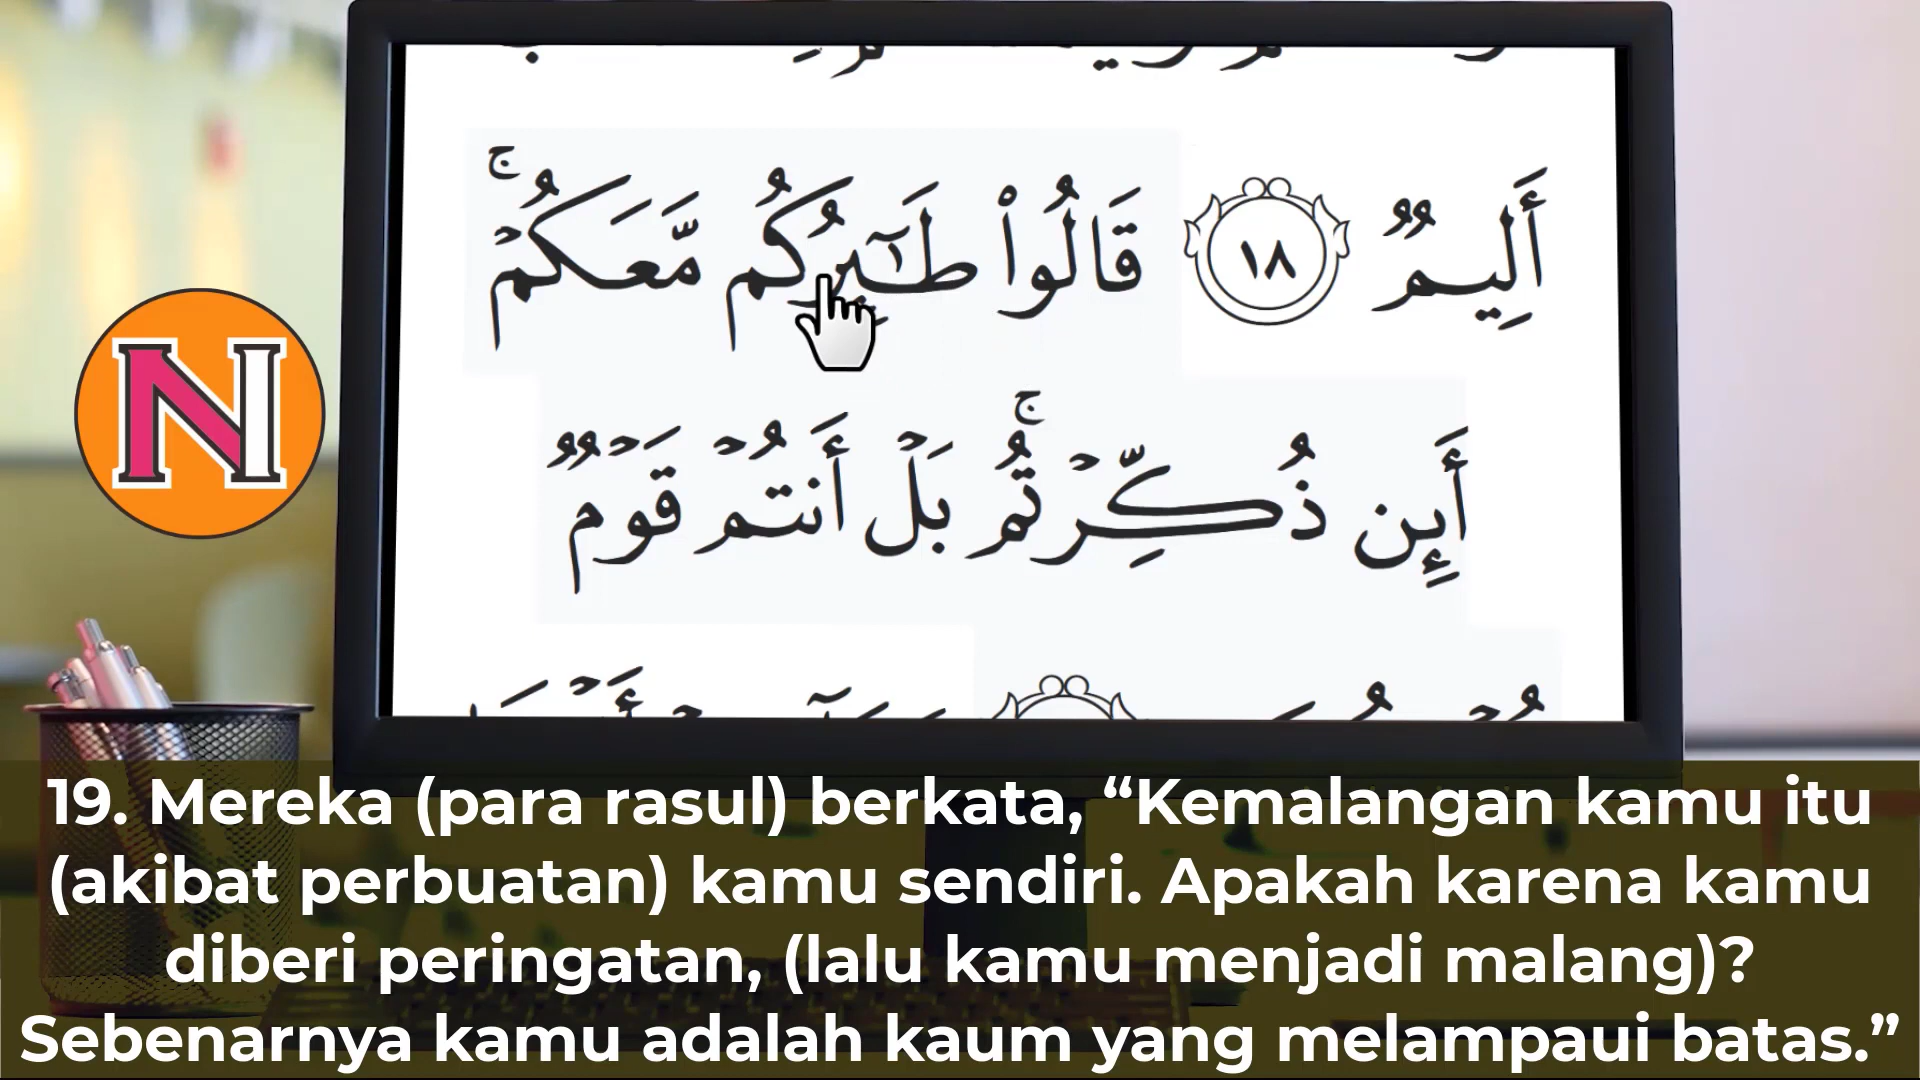 أَلِيمٌ ١٨ قَالُوا۟ طَـٰٓئِرُكُم مَّعَكُمْ ۚ
أَئِن ذُكِّرْتُم ۚ بَلْ أَنتُمْ قَوْمٌ
N
19. Mereka (para rasul) berkata, “Kemalangan kamu itu
(akibat perbuatan) kamu sendiri. Apakah karena kamu
diberi peringatan, (lalu kamu menjadi malang)?
Sebenarnya kamu adalah kaum yang melampaui batas.”